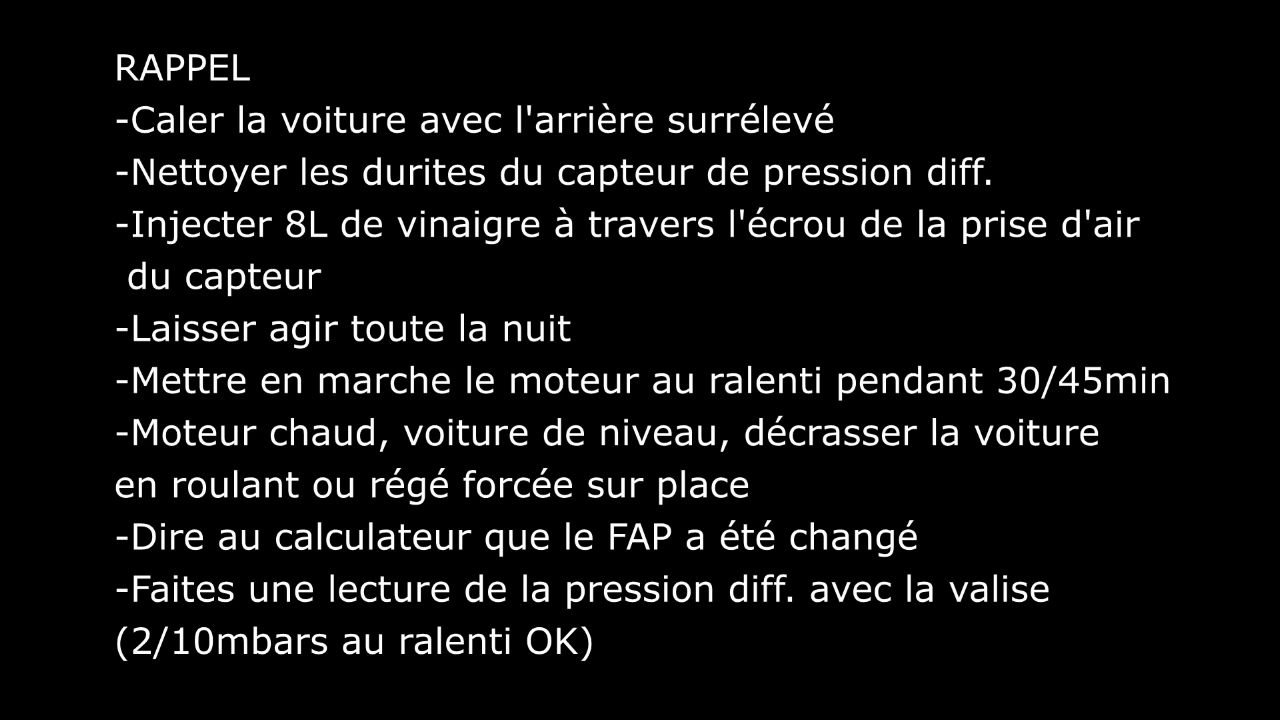 RAPPEL
-Caler la voiture avec l'arrière surrélevé
-Nettoyer les durites du capteur de pression diff.
-Injecter 8L de vinaigre à travers l'écrou de la prise d'air
du capteur
-Laisser agir toute la nuit
-Mettre en marche le moteur au ralenti pendant 30/45min
-Moteur chaud, voiture de niveau, décrasser la voiture
en roulant ou régé forcée sur place
-Dire au calculateur que le FAP a été changé
-Faites une lecture de la pression diff. avec la valise
(2/10mbars au ralenti OK)